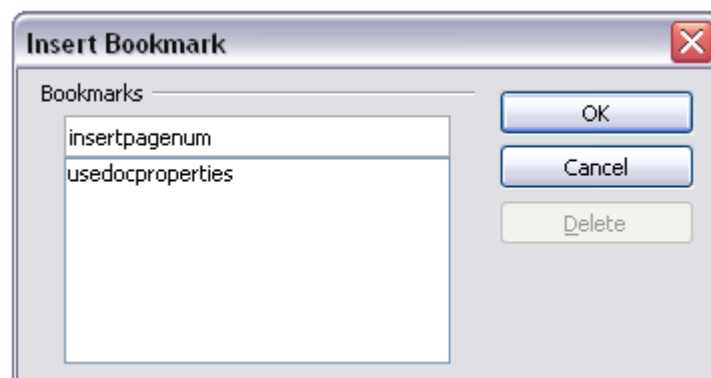 Insert Bookmark
Bookmarks
insertpagenum
usedocproperties
OK
Cancel
Delete